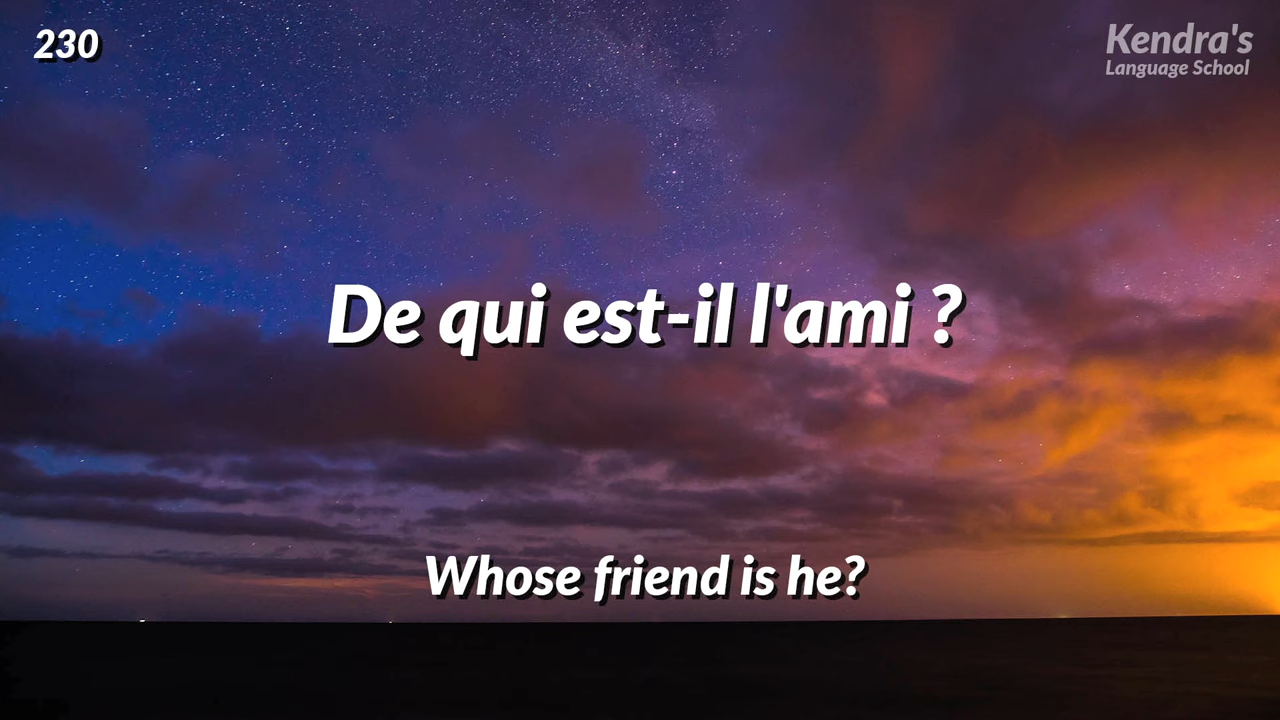 230
Kendra's
Language School
De qui est-il l'ami ?
Whose friend is he?